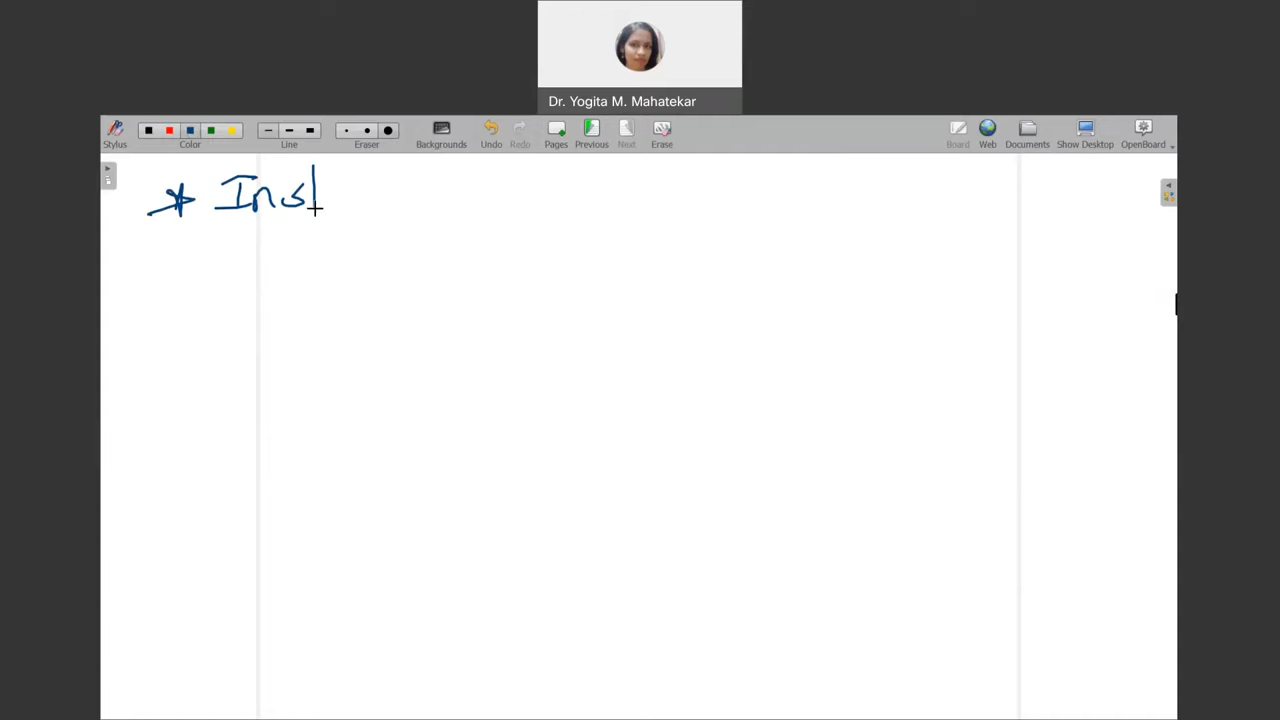 Dr. Yogita M. Mahatekar
Stylus Color Line Eraser Backgrounds Undo Redo Pages Previous Next Erase Board Web Documents Show Desktop OpenBoard
* Ins